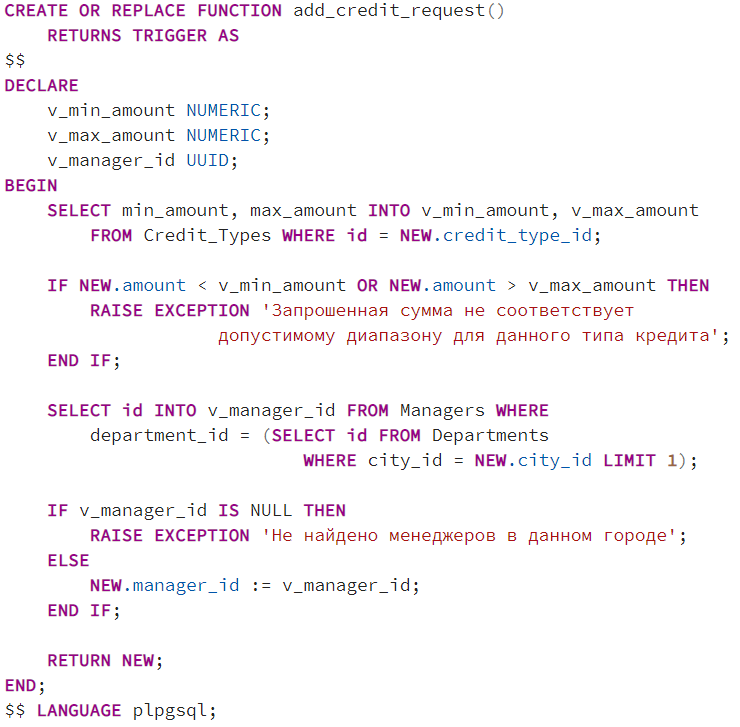 CREATE OR REPLACE FUNCTION add_credit_request()
    RETURNS TRIGGER AS
$$
DECLARE
    v_min_amount NUMERIC;
    v_max_amount NUMERIC;
    v_manager_id UUID;
BEGIN
    SELECT min_amount, max_amount INTO v_min_amount, v_max_amount
        FROM Credit_Types WHERE id = NEW.credit_type_id;

    IF NEW.amount < v_min_amount OR NEW.amount > v_max_amount THEN
        RAISE EXCEPTION 'Запрошенная сумма не соответствует
                    допустимому диапазону для данного типа кредита';
    END IF;

    SELECT id INTO v_manager_id FROM Managers WHERE
        department_id = (SELECT id FROM Departments
                            WHERE city_id = NEW.city_id LIMIT 1);

    IF v_manager_id IS NULL THEN
        RAISE EXCEPTION 'Не найдено менеджеров в данном городе';
    ELSE
        NEW.manager_id := v_manager_id;
    END IF;

    RETURN NEW;
END;
$$ LANGUAGE plpgsql;